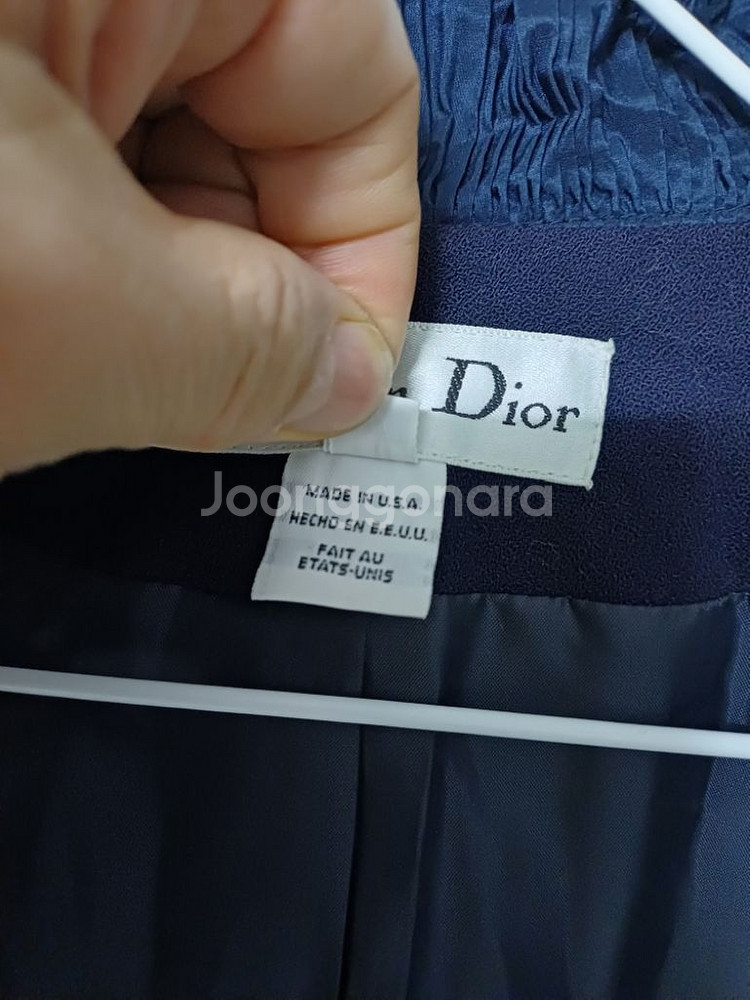 Dior
Joongonara
MADE IN U.S.A.
HECHO EN E.E.U.U.
FAIT AU
ETATS-UNIS